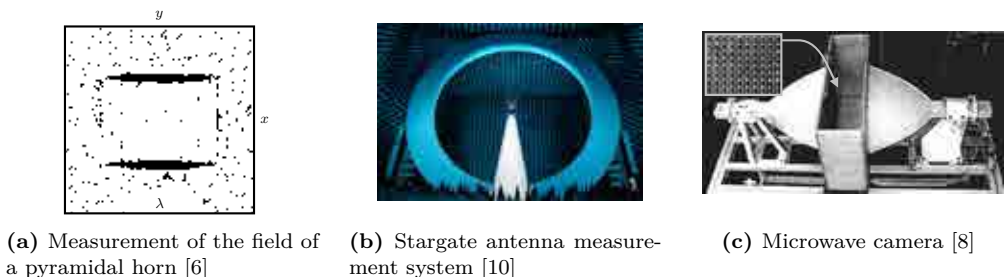 y
x
λ
(a) Measurement of the field of
a pyramidal horn [6]
(b) Stargate antenna measure-
ment system [10]
(c) Microwave camera [8]